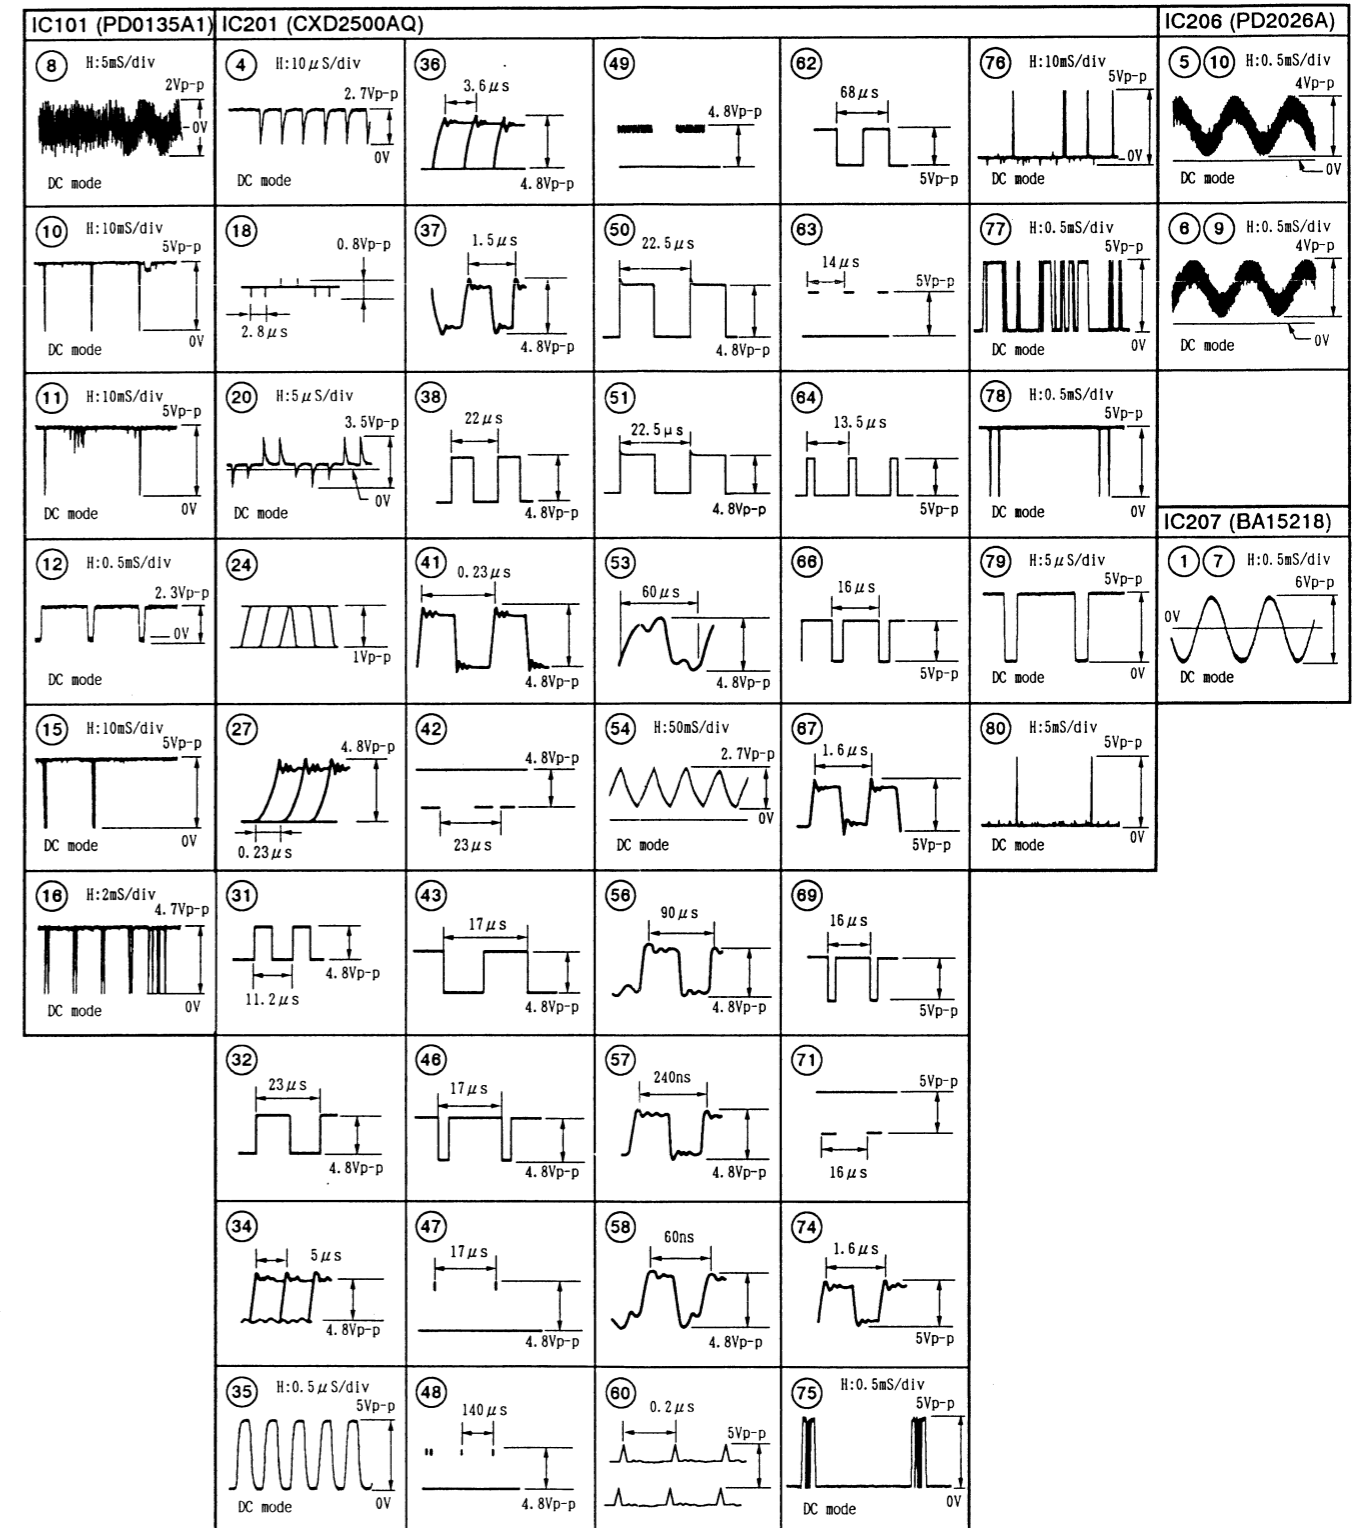 IC101 (PD0135A1)
8 H:5mS/div
2Vp-p
0V
DC mode
10 H:10mS/div
5Vp-p
0V
DC mode
11 H:10mS/div
5Vp-p
0V
DC mode
12 H:0.5mS/div
2.3Vp-p
0V
DC mode
15 H:10mS/div
5Vp-p
0V
DC mode
16 H:2mS/div
4.7Vp-p
0V
DC mode
IC201 (CXD2500AQ)
4 H:10μS/div
2.7Vp-p
0V
DC mode
18
0.8Vp-p
2.8μs
20 H:5μS/div
3.5Vp-p
0V
DC mode
24
1Vp-p
27
4.8Vp-p
0.23μs
31
4.8Vp-p
11.2μs
32
23μs
4.8Vp-p
34
5μs
4.8Vp-p
35 H:0.5μS/div
5Vp-p
0V
DC mode
36
3.6μs
4.8Vp-p
37
1.5μs
4.8Vp-p
38
22μs
4.8Vp-p
41
0.23μs
4.8Vp-p
42
4.8Vp-p
23μs
43
17μs
4.8Vp-p
46
17μs
4.8Vp-p
47
17μs
4.8Vp-p
48
140μs
4.8Vp-p
49
4.8Vp-p
50
22.5μs
4.8Vp-p
51
22.5μs
4.8Vp-p
53
60μs
4.8Vp-p
54 H:50mS/div
2.7Vp-p
0V
DC mode
56
90μs
4.8Vp-p
57
240ns
4.8Vp-p
58
60ns
4.8Vp-p
60
0.2μs
5Vp-p
62
68μs
5Vp-p
63
14μs
5Vp-p
64
13.5μs
5Vp-p
66
16μs
5Vp-p
67
1.6μs
5Vp-p
69
16μs
5Vp-p
71
5Vp-p
16μs
74
1.6μs
5Vp-p
75 H:0.5mS/div
5Vp-p
0V
DC mode
76 H:10mS/div
5Vp-p
0V
DC mode
77 H:0.5mS/div
5Vp-p
0V
DC mode
78 H:0.5mS/div
5Vp-p
0V
DC mode
79 H:5μS/div
5Vp-p
0V
DC mode
80 H:5mS/div
5Vp-p
0V
DC mode
IC206 (PD2026A)
5 10 H:0.5mS/div
4Vp-p
0V
DC mode
6 9 H:0.5mS/div
4Vp-p
0V
DC mode
IC207 (BA15218)
1 7 H:0.5mS/div
6Vp-p
0V
DC mode